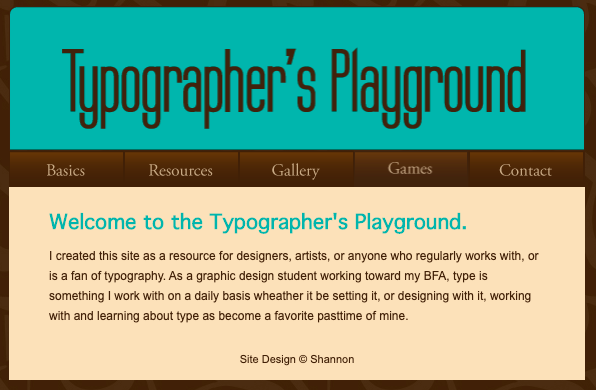 Typographer's Playground
Basics Resources Gallery Games Contact
Welcome to the Typographer's Playground.
I created this site as a resource for designers, artists, or anyone who regularly works with, or
is a fan of typography. As a graphic design student working toward my BFA, type is
something I work with on a daily basis wheather it be setting it, or designing with it, working
with and learning about type as become a favorite pasttime of mine.
Site Design © Shannon